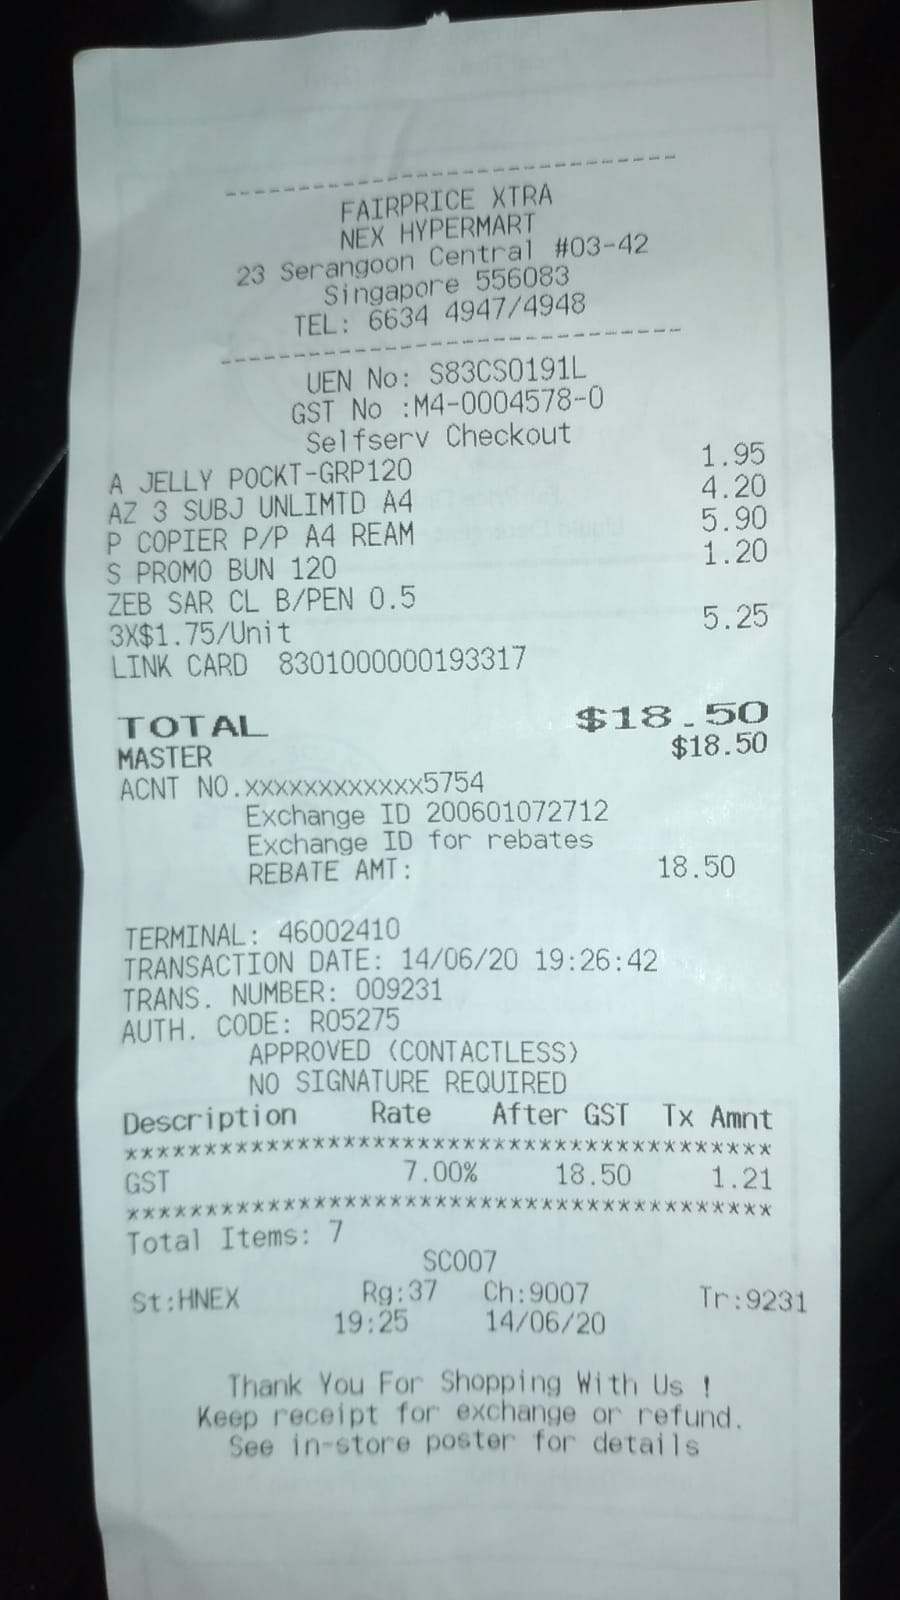 --------------------------------
FAIRPRICE XTRA
NEX HYPERMART
23 Serangoon Central #03-42
Singapore 556083
TEL: 6634 4947/4948
--------------------------------
UEN No: S83CS0191L
GST No :M4-0004578-0
Selfserv Checkout
A JELLY POCKT-GRP120 1.95
AZ 3 SUBJ UNLIMTD A4 4.20
P COPIER P/P A4 REAM 5.90
S PROMO BUN 120 1.20
ZEB SAR CL B/PEN 0.5
3X$1.75/Unit 5.25
LINK CARD 8301000000193317
TOTAL $18.50
MASTER $18.50
ACNT NO.xxxxxxxxxxxx5754
Exchange ID 200601072712
Exchange ID for rebates
REBATE AMT: 18.50
TERMINAL: 46002410
TRANSACTION DATE: 14/06/20 19:26:42
TRANS. NUMBER: 009231
AUTH. CODE: R05275
APPROVED (CONTACTLESS)
NO SIGNATURE REQUIRED
Description Rate After GST Tx Amnt
******************************************
GST 7.00% 18.50 1.21
******************************************
Total Items: 7
SC007
St:HNEX Rg:37 Ch:9007 Tr:9231
19:25 14/06/20
Thank You For Shopping With Us !
Keep receipt for exchange or refund.
See in-store poster for details